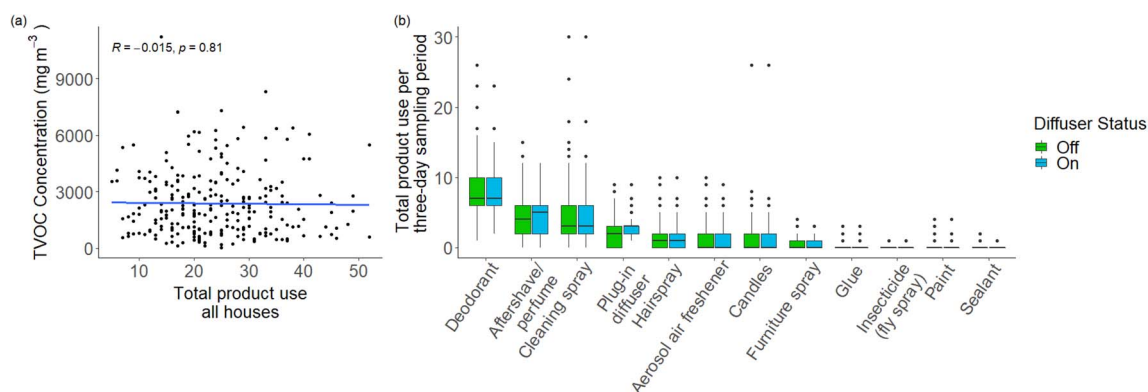 (a)
TVOC Concentration (mg m⁻³)
R = −0.015, p = 0.81
9000
6000
3000
0
10
20
30
40
50
Total product use
all houses
(b)
Total product use per
three-day sampling period
30
20
10
0
Deodorant
Aftershave/
perfume
Cleaning spray
Plug-in
diffuser
Hairspray
Aerosol air freshener
Candles
Furniture spray
Glue
Insecticide
(fly spray)
Paint
Sealant
Diffuser Status
Off
On